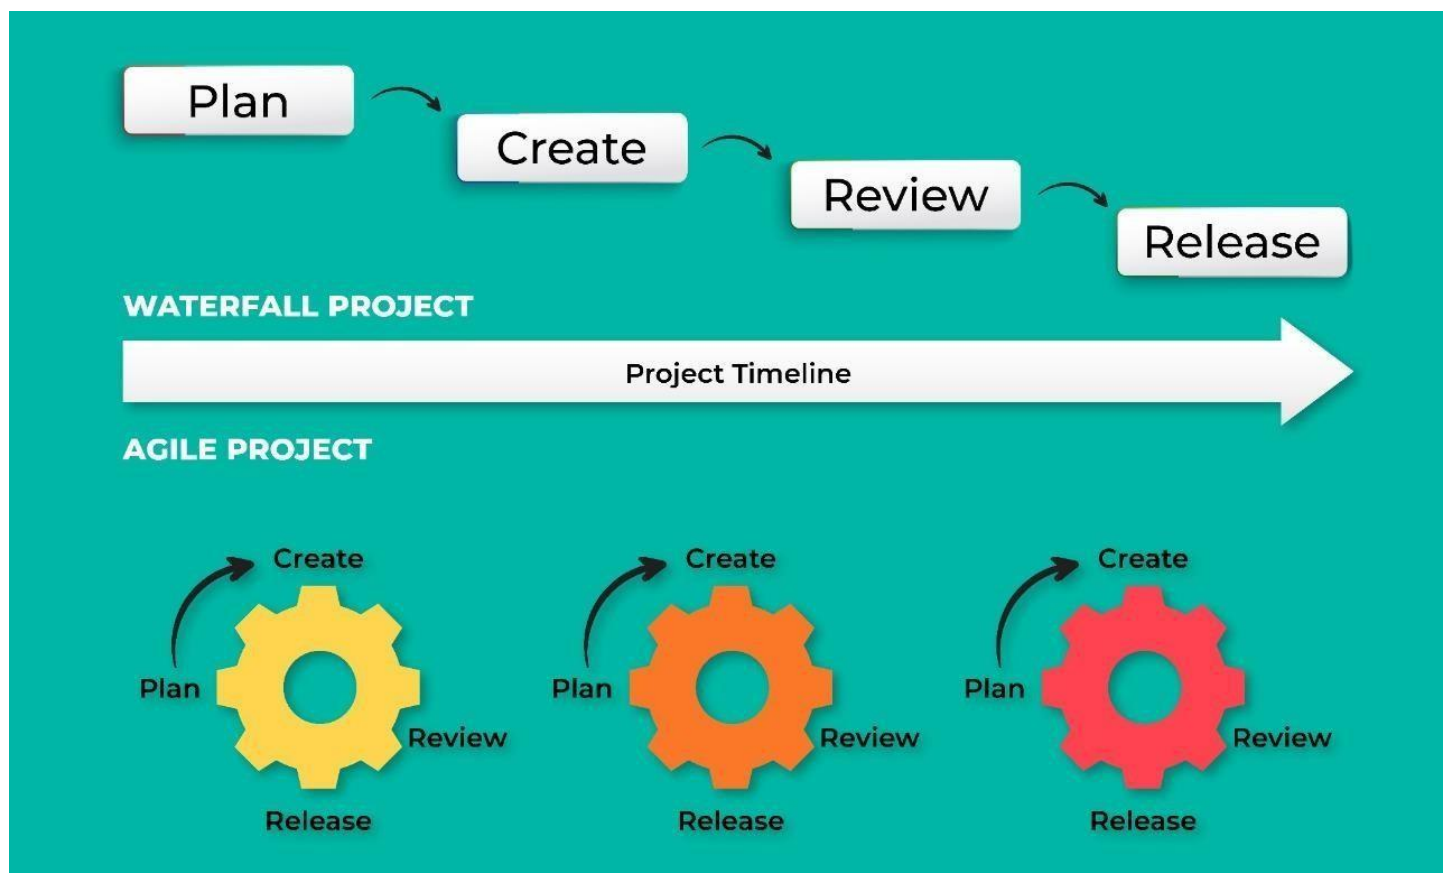 Plan
Create
Review
Release
WATERFALL PROJECT
Project Timeline
AGILE PROJECT
Create
Plan
Review
Release
Create
Plan
Review
Release
Create
Plan
Review
Release